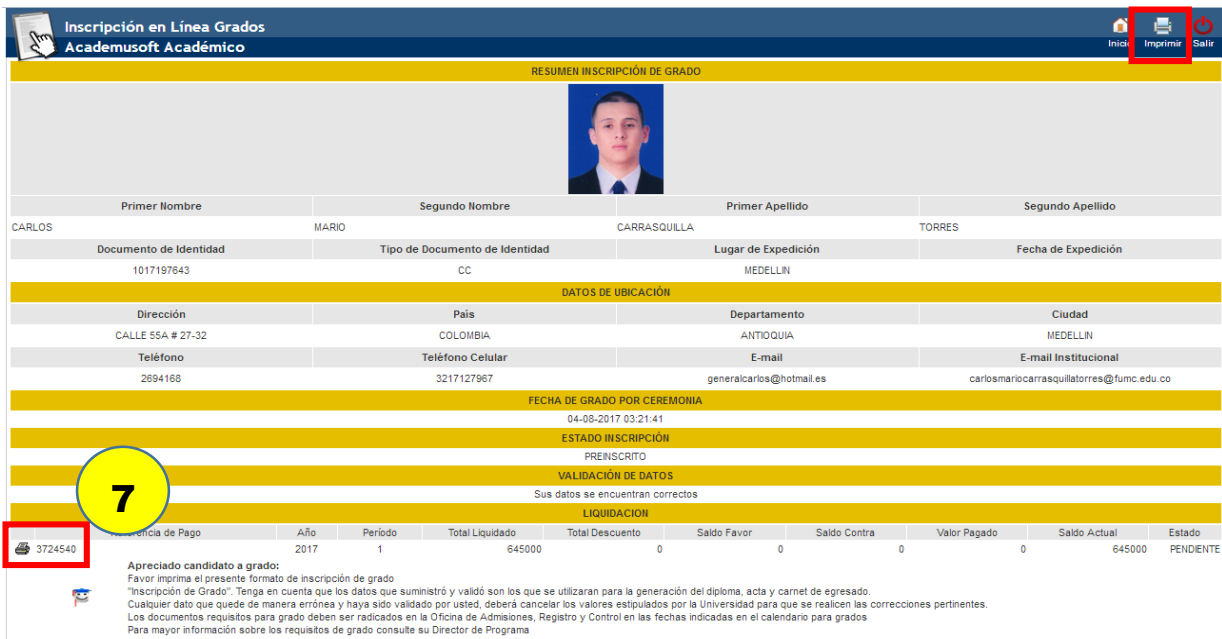 Inscripción en Línea Grados
Academusoft Académico
Inicio Imprimir Salir
RESUMEN INSCRIPCIÓN DE GRADO
Primer Nombre Segundo Nombre Primer Apellido Segundo Apellido
CARLOS MARIO CARRASQUILLA TORRES
Documento de Identidad Tipo de Documento de Identidad Lugar de Expedición Fecha de Expedición
1017197643 CC MEDELLIN
DATOS DE UBICACIÓN
Dirección País Departamento Ciudad
CALLE 55A # 27-32 COLOMBIA ANTIOQUIA MEDELLIN
Teléfono Teléfono Celular E-mail E-mail Institucional
2694168 3217127967 generalcarlos@hotmail.es carlosmariocarrasquillatorres@fumc.edu.co
FECHA DE GRADO POR CEREMONIA
04-08-2017 03:21:41
ESTADO INSCRIPCIÓN
PREINSCRITO
VALIDACIÓN DE DATOS
Sus datos se encuentran correctos
7
LIQUIDACION
de Pago Año Período Total Liquidado Total Descuento Saldo Favor Saldo Contra Valor Pagado Saldo Actual Estado
3724540 2017 1 645000 0 0 0 0 645000 PENDIENTE
Apreciado candidato a grado:
Favor imprima el presente formato de inscripción de grado
"Inscripción de Grado". Tenga en cuenta que los datos que suministró y validó son los que se utilizaran para la generación del diploma, acta y carnet de egresado.
Cualquier dato que quede de manera errónea y haya sido validado por usted, deberá cancelar los valores estipulados por la Universidad para que se realicen las correcciones pertinentes.
Los documentos requisitos para grado deben ser radicados en la Oficina de Admisiones, Registro y Control en las fechas indicadas en el calendario para grados
Para mayor información sobre los requisitos de grado consulte su Director de Programa